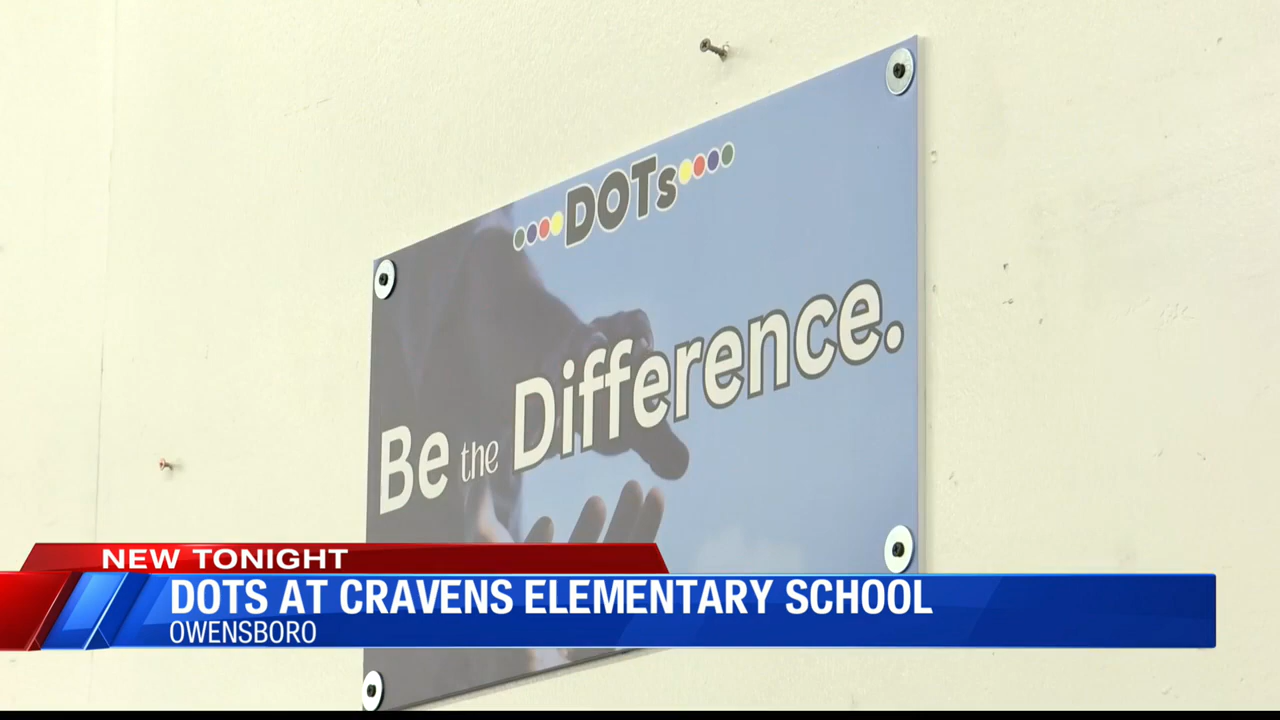 DOTs
Be the Difference.
NEW TONIGHT
DOTS AT CRAVENS ELEMENTARY SCHOOL
OWENSBORO